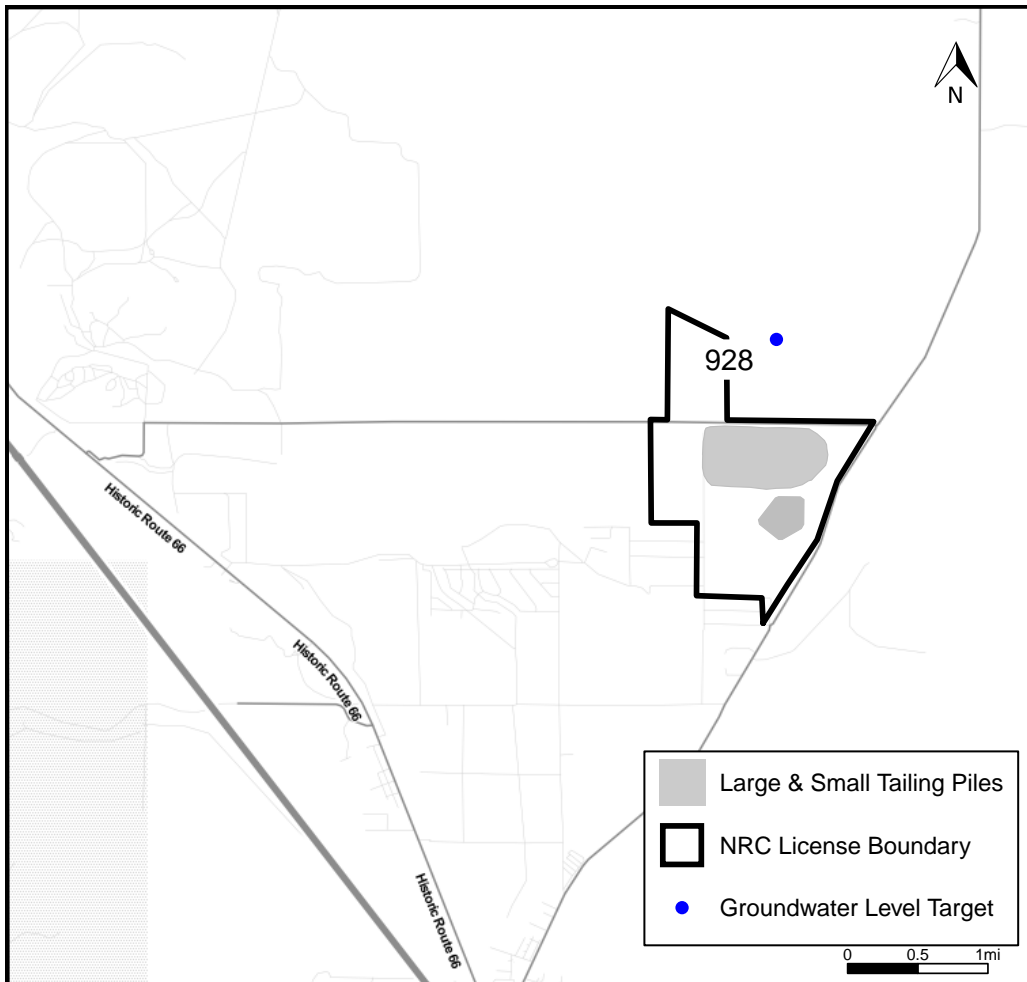 N
928
Historic Route 66
Historic Route 66
Historic Route 66
Large & Small Tailing Piles
NRC License Boundary
Groundwater Level Target
0 0.5 1mi